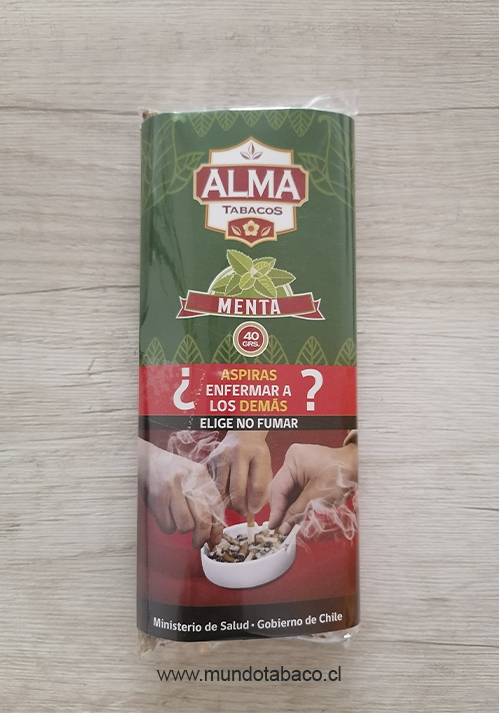 ALMA
TABACOS
MENTA
40
GRS.
¿ ASPIRAS
ENFERMAR A
LOS DEMÁS ?
ELIGE NO FUMAR
Ministerio de Salud • Gobierno de Chile
www.mundotabaco.cl